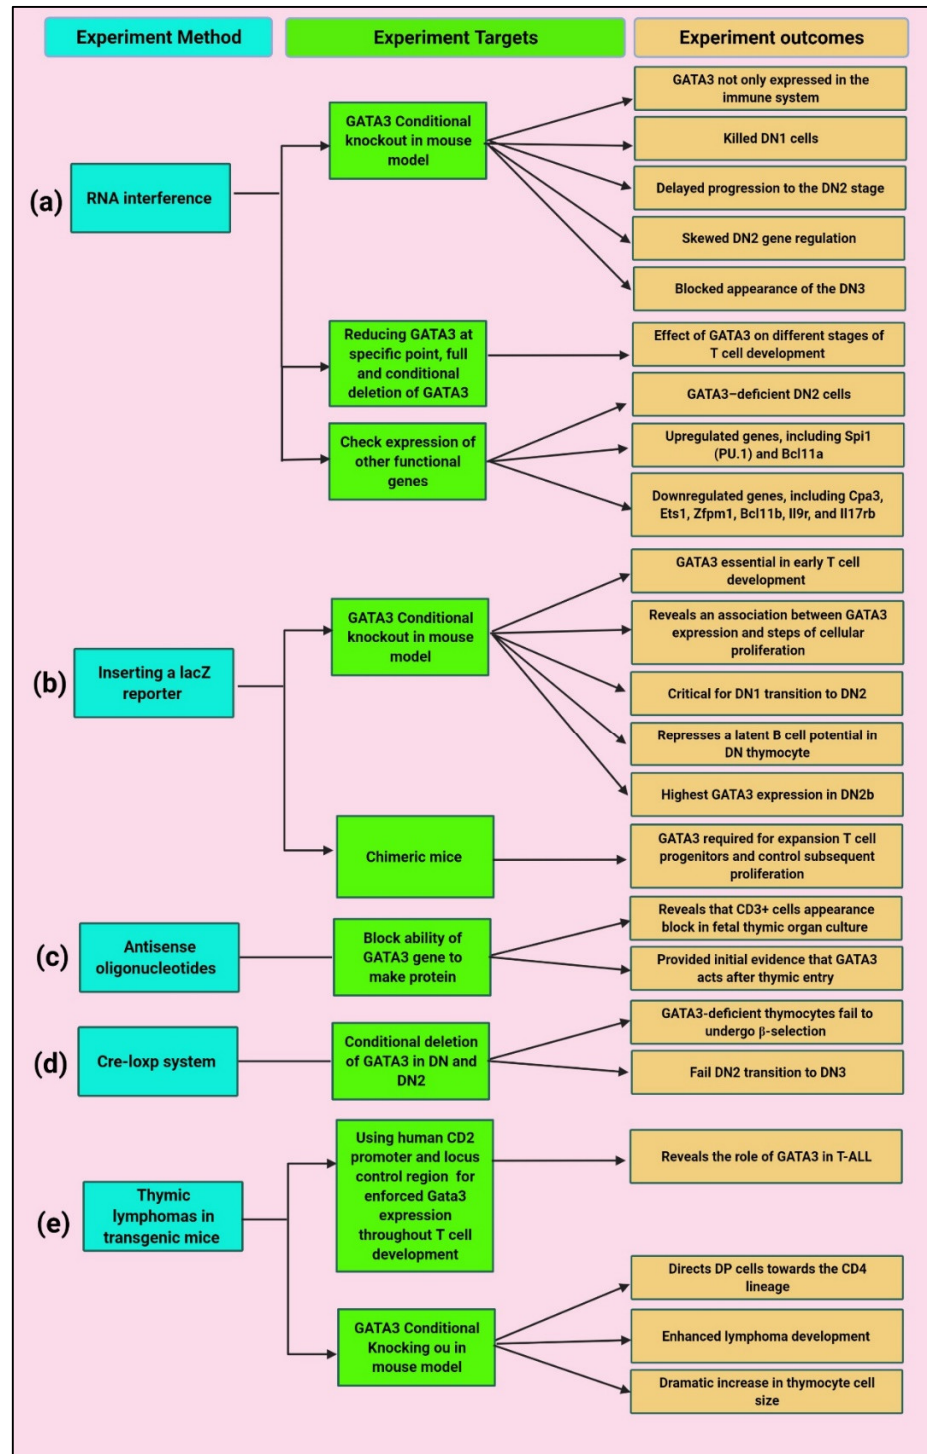 Experiment Method
Experiment Targets
Experiment outcomes
(a)
RNA interference
GATA3 Conditional
knockout in mouse
model
GATA3 not only expressed in the
immune system
Killed DN1 cells
Delayed progression to the DN2 stage
Skewed DN2 gene regulation
Blocked appearance of the DN3
Reducing GATA3 at
specific point, full
and conditional
deletion of GATA3
Effect of GATA3 on different stages of
T cell development
Check expression of
other functional
genes
GATA3–deficient DN2 cells
Upregulated genes, including Spi1
(PU.1) and Bcl11a
Downregulated genes, including Cpa3,
Ets1, Zfpm1, Bcl11b, Il9r, and Il17rb
(b)
Inserting a lacZ
reporter
GATA3 Conditional
knockout in mouse
model
GATA3 essential in early T cell
development
Reveals an association between GATA3
expression and steps of cellular
proliferation
Critical for DN1 transition to DN2
Represses a latent B cell potential in
DN thymocyte
Highest GATA3 expression in DN2b
Chimeric mice
GATA3 required for expansion T cell
progenitors and control subsequent
proliferation
(c)
Antisense
oligonucleotides
Block ability of
GATA3 gene to
make protein
Reveals that CD3+ cells appearance
block in fetal thymic organ culture
Provided initial evidence that GATA3
acts after thymic entry
(d)
Cre-loxp system
Conditional deletion
of GATA3 in DN and
DN2
GATA3-deficient thymocytes fail to
undergo β-selection
Fail DN2 transition to DN3
(e)
Thymic
lymphomas in
transgenic mice
Using human CD2
promoter and locus
control region for
enforced Gata3
expression
throughout T cell
development
Reveals the role of GATA3 in T-ALL
GATA3 Conditional
Knocking ou in
mouse model
Directs DP cells towards the CD4
lineage
Enhanced lymphoma development
Dramatic increase in thymocyte cell
size